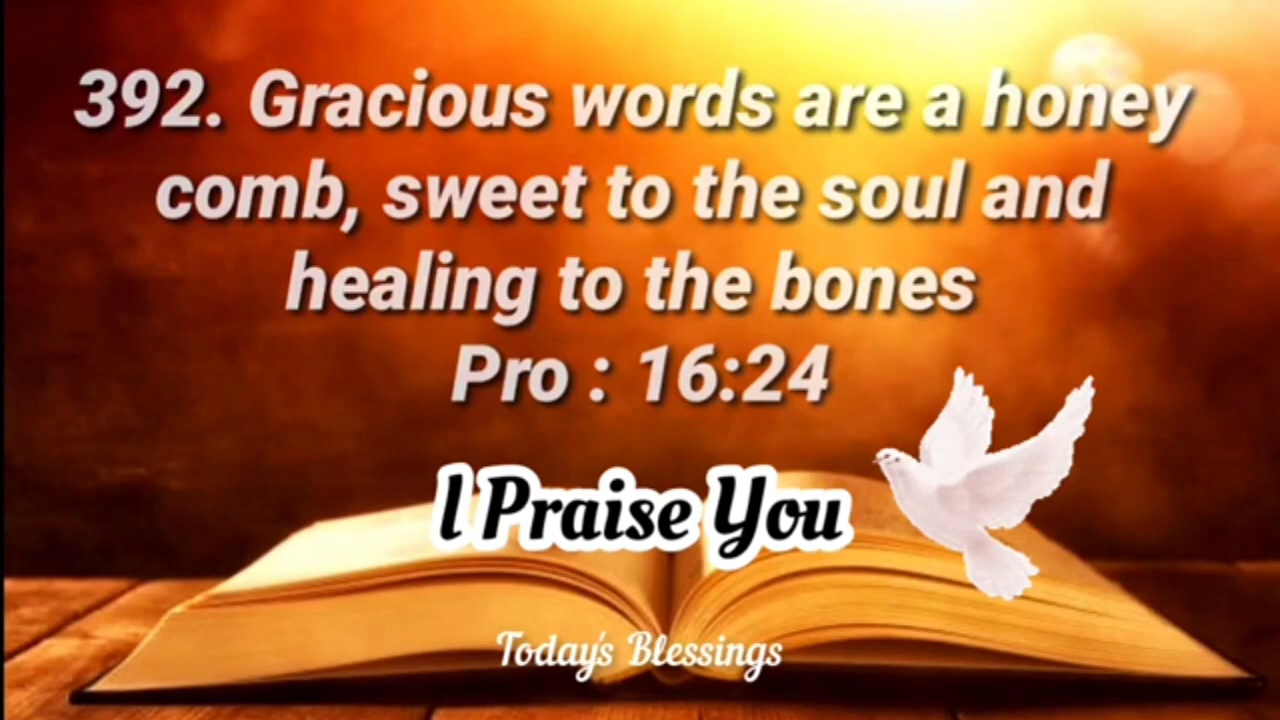 392. Gracious words are a honey
comb, sweet to the soul and
healing to the bones
Pro : 16:24
I Praise You
Today's Blessings